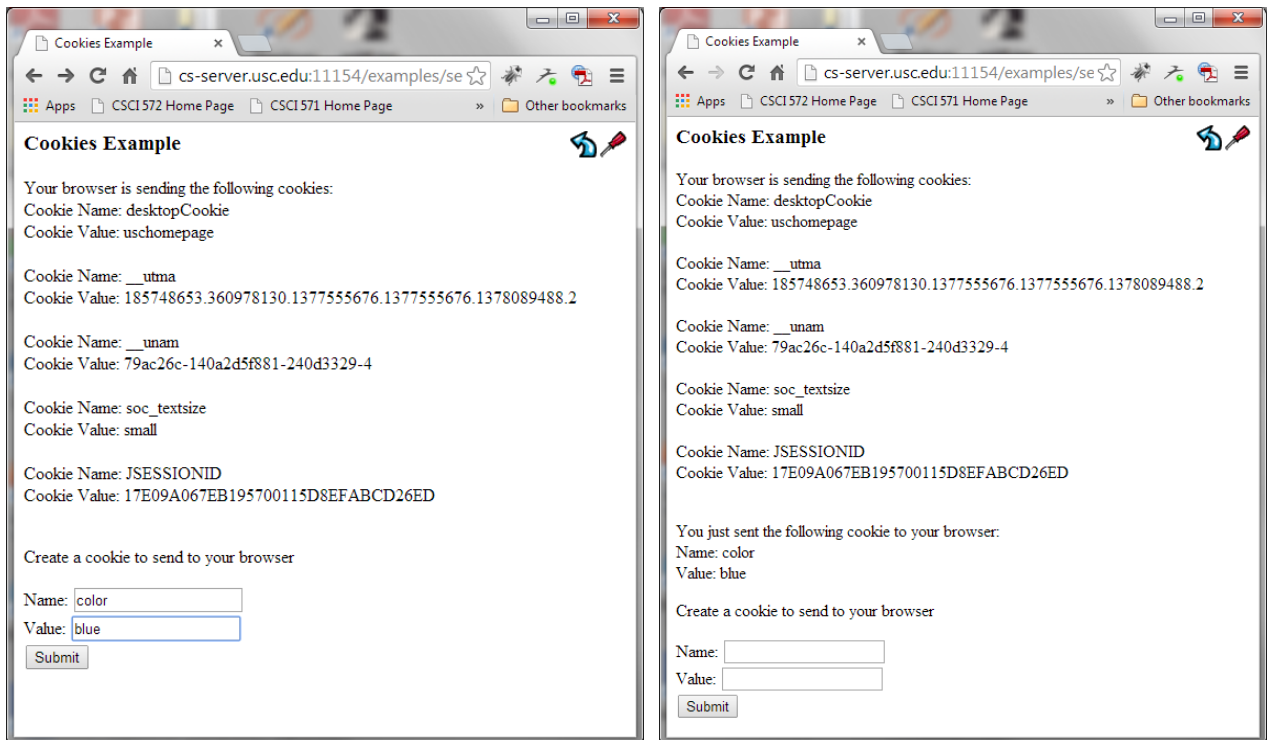 Cookies Example
cs-server.usc.edu:11154/examples/se
Apps CSCI 572 Home Page CSCI 571 Home Page » Other bookmarks
Cookies Example
Your browser is sending the following cookies:
Cookie Name: desktopCookie
Cookie Value: uschomepage
Cookie Name: __utma
Cookie Value: 185748653.360978130.1377555676.1377555676.1378089488.2
Cookie Name: __unam
Cookie Value: 79ac26c-140a2d5f881-240d3329-4
Cookie Name: soc_textsize
Cookie Value: small
Cookie Name: JSESSIONID
Cookie Value: 17E09A067EB195700115D8EFABCD26ED
Create a cookie to send to your browser
Name: color
Value: blue
Submit
Cookies Example
cs-server.usc.edu:11154/examples/se
Apps CSCI 572 Home Page CSCI 571 Home Page » Other bookmarks
Cookies Example
Your browser is sending the following cookies:
Cookie Name: desktopCookie
Cookie Value: uschomepage
Cookie Name: __utma
Cookie Value: 185748653.360978130.1377555676.1377555676.1378089488.2
Cookie Name: __unam
Cookie Value: 79ac26c-140a2d5f881-240d3329-4
Cookie Name: soc_textsize
Cookie Value: small
Cookie Name: JSESSIONID
Cookie Value: 17E09A067EB195700115D8EFABCD26ED
You just sent the following cookie to your browser:
Name: color
Value: blue
Create a cookie to send to your browser
Name:
Value:
Submit